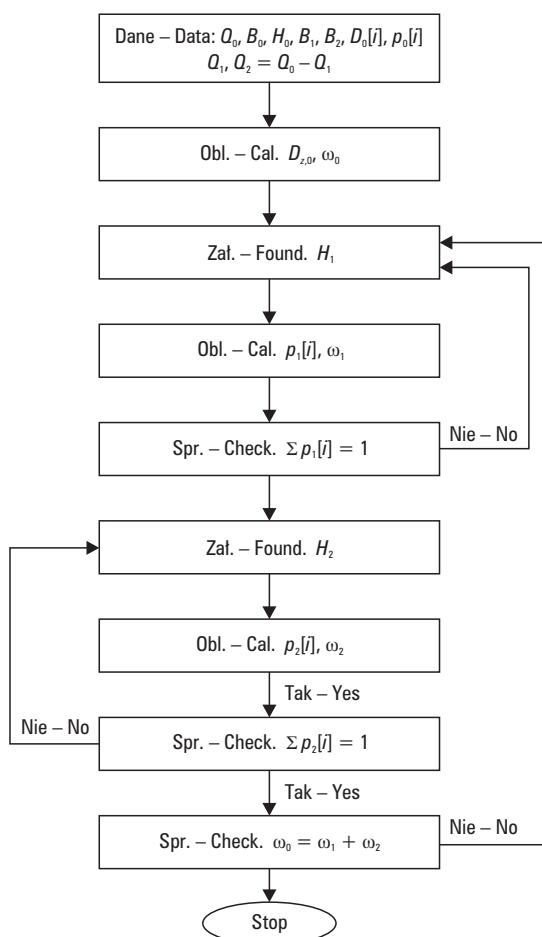 Dane – Data: Q₀, B₀, H₀, B₁, B₂, D₀[i], p₀[i]
Q₁, Q₂ = Q₀ – Q₁
Obl. – Cal. D_z,0, ω₀
Zał. – Found. H₁
Obl. – Cal. p₁[i], ω₁
Spr. – Check. Σ p₁[i] = 1
Nie – No
Zał. – Found. H₂
Obl. – Cal. p₂[i], ω₂
Tak – Yes
Nie – No
Spr. – Check. Σ p₂[i] = 1
Tak – Yes
Spr. – Check. ω₀ = ω₁ + ω₂
Nie – No
Stop